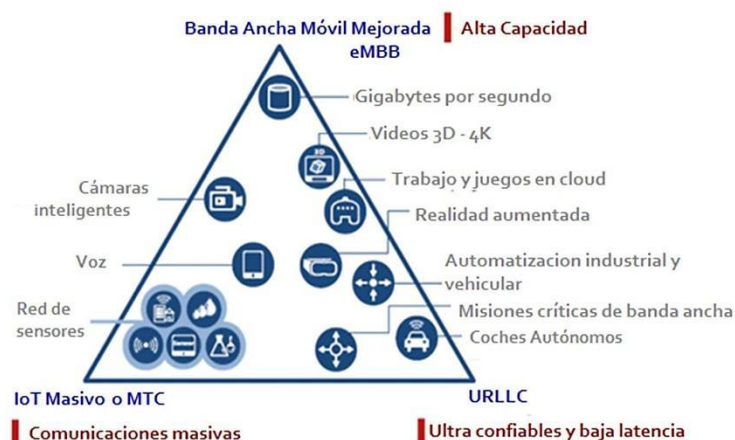 Banda Ancha Móvil Mejorada
eMBB
Alta Capacidad
Gigabytes por segundo
3D
Videos 3D - 4K
Trabajo y juegos en cloud
Cámaras
inteligentes
Realidad aumentada
Voz
Automatizacion industrial y
vehicular
Red de
sensores
Misiones críticas de banda ancha
Coches Autónomos
IoT Masivo o MTC
URLLC
Comunicaciones masivas
Ultra confiables y baja latencia